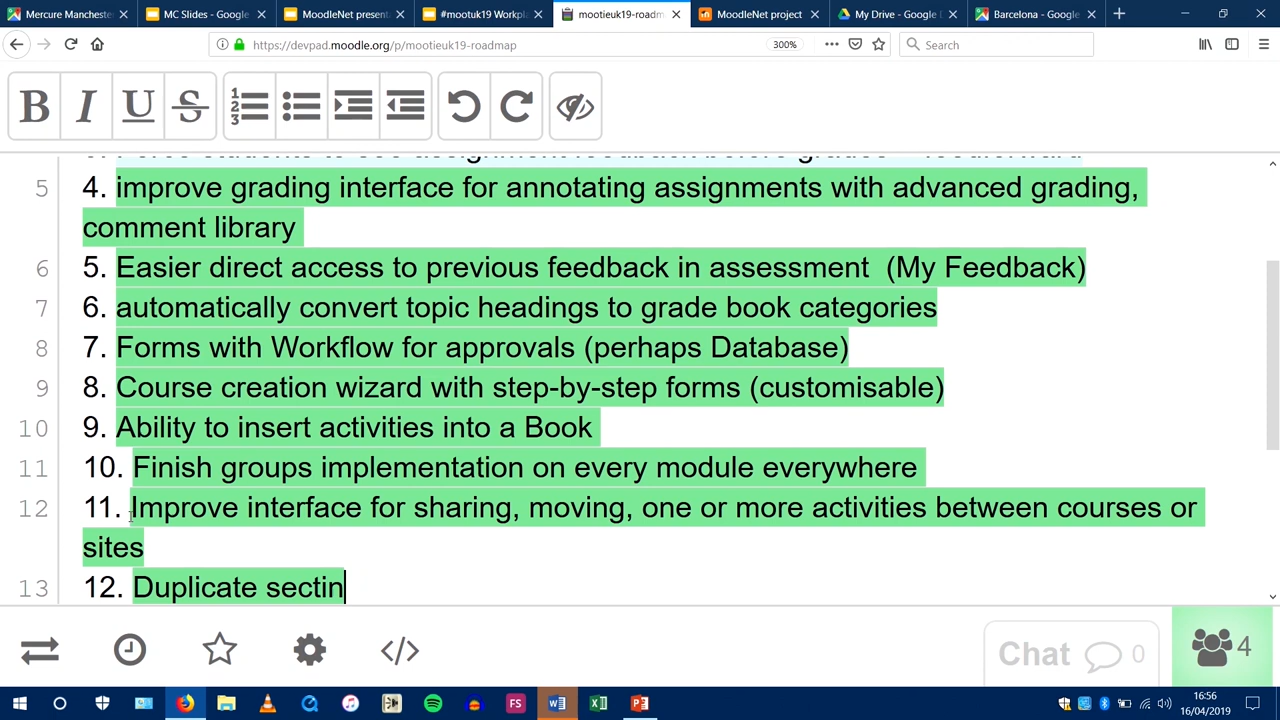 Mercure Manchester
MC Slides - Google
MoodleNet present
#mootuk19 Workpl
mootieuk19-roadm
MoodleNet project
My Drive - Google D
Barcelona - Google
https://devpad.moodle.org/p/mootieuk19-roadmap
300%
Search
B I U S
5 4. improve grading interface for annotating assignments with advanced grading,
comment library
6 5. Easier direct access to previous feedback in assessment (My Feedback)
7 6. automatically convert topic headings to grade book categories
8 7. Forms with Workflow for approvals (perhaps Database)
9 8. Course creation wizard with step-by-step forms (customisable)
10 9. Ability to insert activities into a Book
11 10. Finish groups implementation on every module everywhere
12 11. Improve interface for sharing, moving, one or more activities between courses or
sites
13 12. Duplicate sectin
Chat 0
4
16:56
16/04/2019